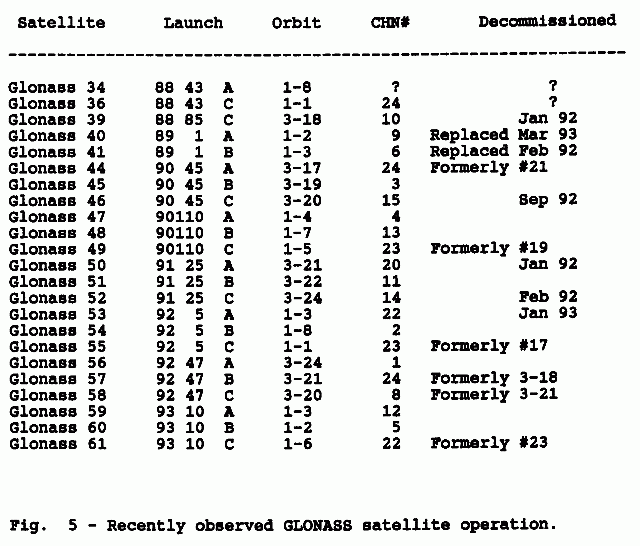 Satellite Launch Orbit CHN# Decommissioned
----------------------------------------------------------------------------
Glonass 34 88 43 A 1-8 ? ?
Glonass 36 88 43 C 1-1 24 ?
Glonass 39 88 85 C 3-18 10 Jan 92
Glonass 40 89 1 A 1-2 9 Replaced Mar 93
Glonass 41 89 1 B 1-3 6 Replaced Feb 92
Glonass 44 90 45 A 3-17 24 Formerly #21
Glonass 45 90 45 B 3-19 3
Glonass 46 90 45 C 3-20 15 Sep 92
Glonass 47 90110 A 1-4 4
Glonass 48 90110 B 1-7 13
Glonass 49 90110 C 1-5 23 Formerly #19
Glonass 50 91 25 A 3-21 20 Jan 92
Glonass 51 91 25 B 3-22 11
Glonass 52 91 25 C 3-24 14 Feb 92
Glonass 53 92 5 A 1-3 22 Jan 93
Glonass 54 92 5 B 1-8 2
Glonass 55 92 5 C 1-1 23 Formerly #17
Glonass 56 92 47 A 3-24 1
Glonass 57 92 47 B 3-21 24 Formerly 3-18
Glonass 58 92 47 C 3-20 8 Formerly 3-21
Glonass 59 93 10 A 1-3 12
Glonass 60 93 10 B 1-2 5
Glonass 61 93 10 C 1-6 22 Formerly #23
Fig. 5 - Recently observed GLONASS satellite operation.